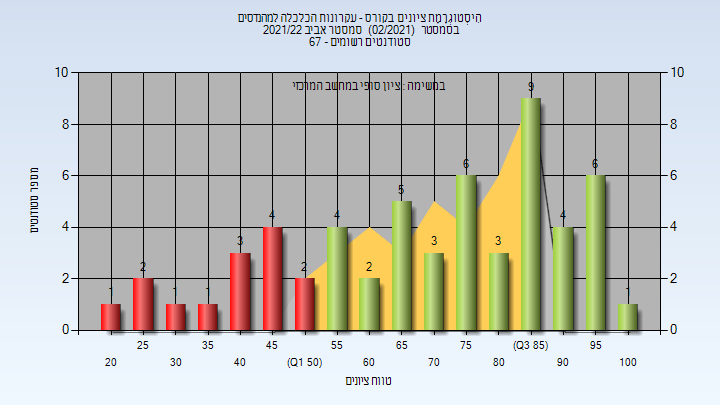 הִיסְטוֹגְרָמַת ציונים בקורס - עקרונות הכלכלה למהנדסים
בסמסטר (02/2021) סמסטר אביב 2021/22
סטודנטים רשומים - 67
במשימה : ציון סופי במחשב המרכזי
מספר סטודנטים
10 10
8 8
6 6
4 4
2 2
0 0
1 2 1 1 3 4 2 4 2 5 3 6 3 9 4 6 1
25 35 45 55 65 75 (Q3 85) 95
20 30 40 (Q1 50) 60 70 80 90 100
טווח ציונים